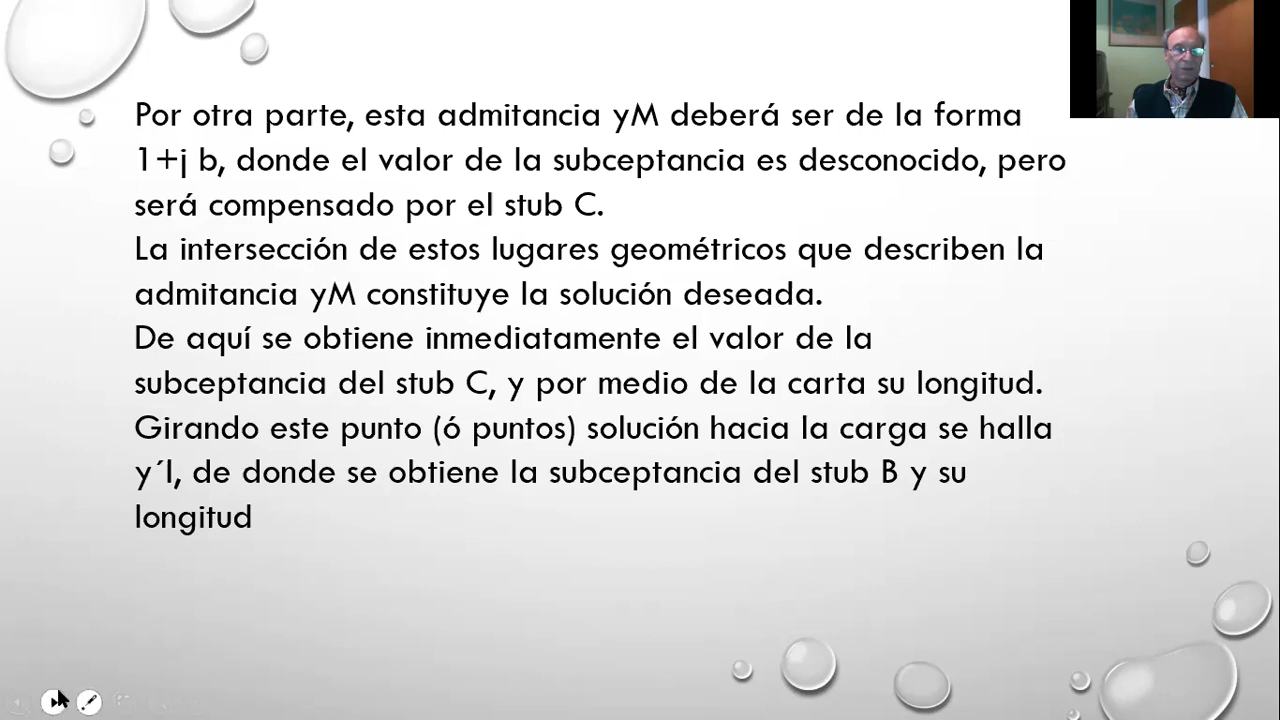 Por otra parte, esta admitancia yM deberá ser de la forma
1+j b, donde el valor de la subceptancia es desconocido, pero
será compensado por el stub C.
La intersección de estos lugares geométricos que describen la
admitancia yM constituye la solución deseada.
De aquí se obtiene inmediatamente el valor de la
subceptancia del stub C, y por medio de la carta su longitud.
Girando este punto (ó puntos) solución hacia la carga se halla
y´l, de donde se obtiene la subceptancia del stub B y su
longitud